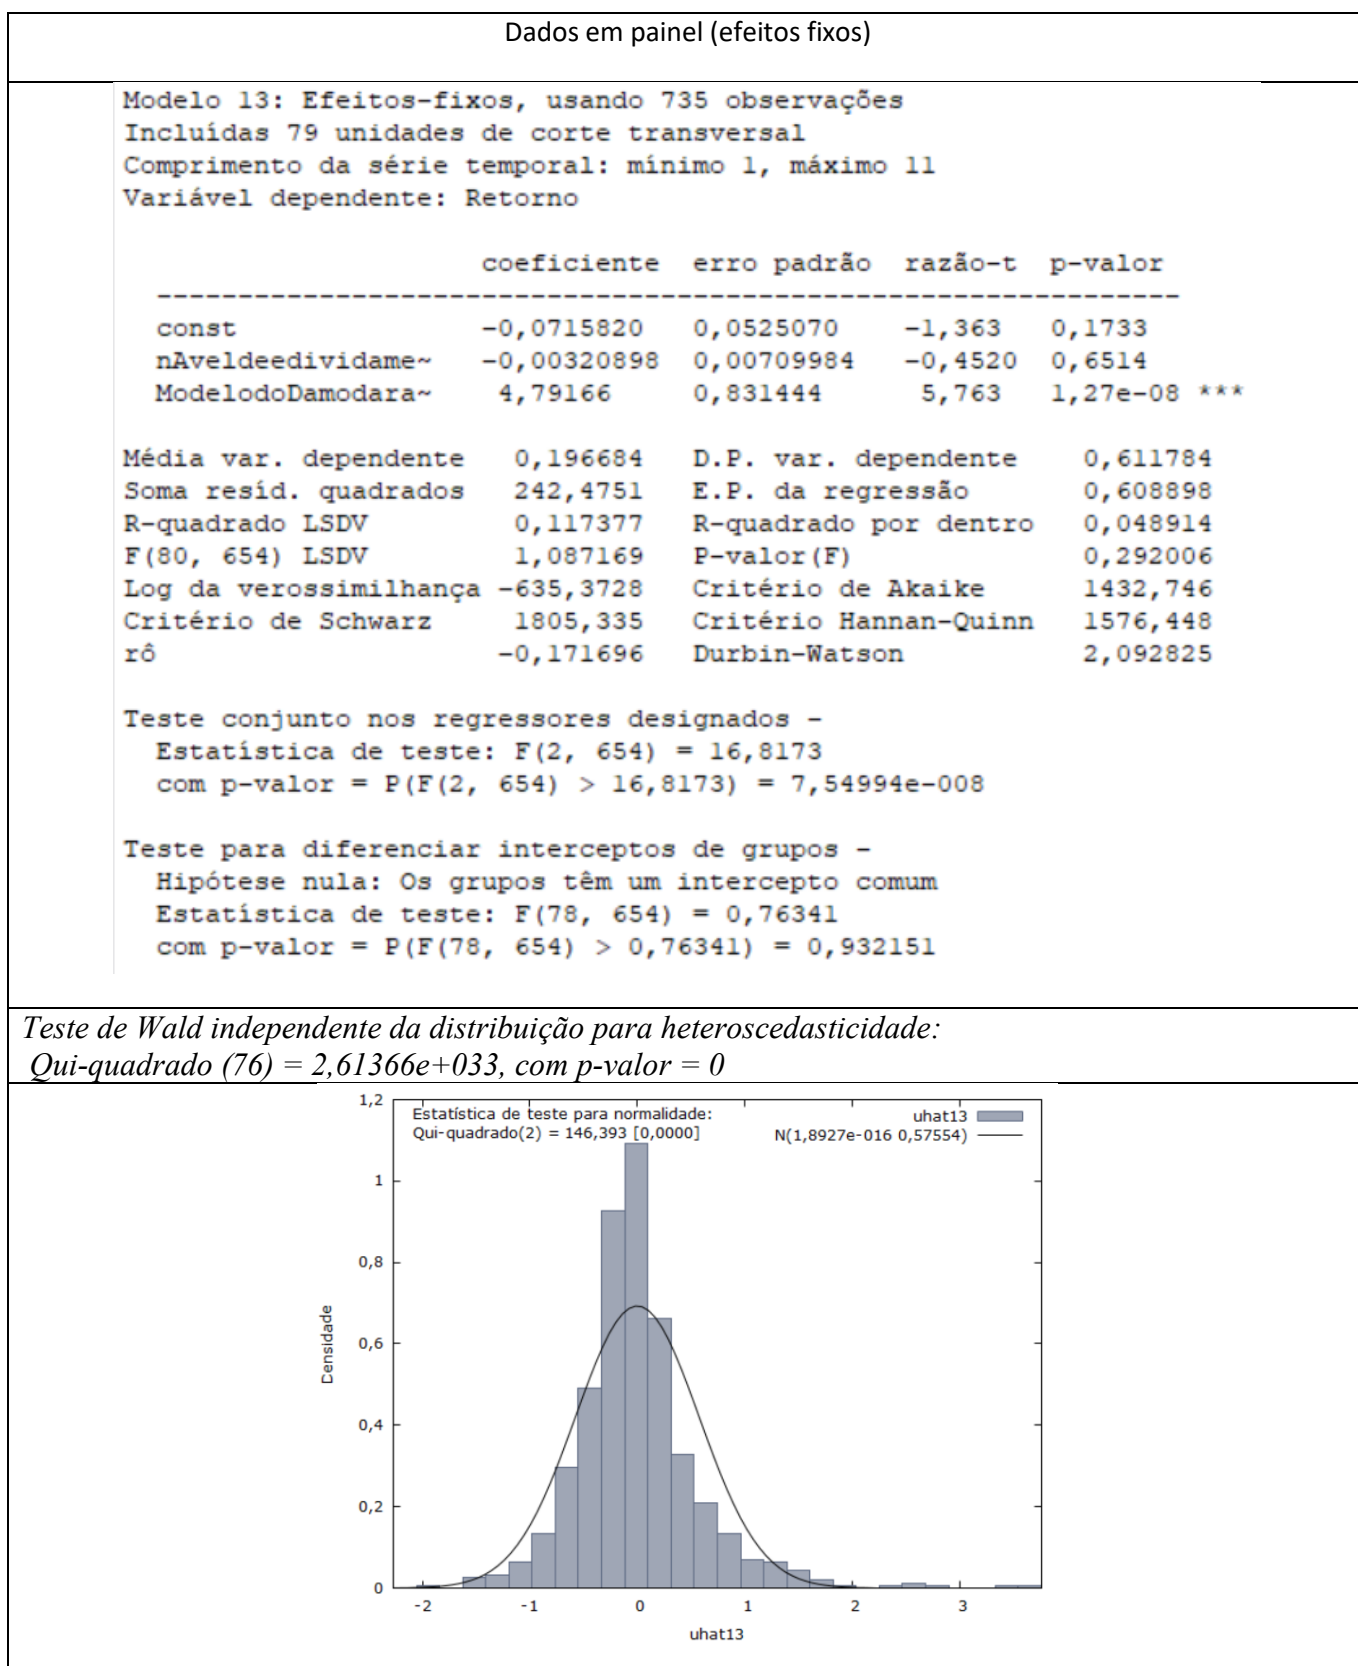 Dados em painel (efeitos fixos)
Modelo 13: Efeitos-fixos, usando 735 observações
Incluídas 79 unidades de corte transversal
Comprimento da série temporal: mínimo 1, máximo 11
Variável dependente: Retorno
coeficiente erro padrão razão-t p-valor
----------------------------------------------------------------
const -0,0715820 0,0525070 -1,363 0,1733
nAveldeedividame~ -0,00320898 0,00709984 -0,4520 0,6514
ModelodoDamodara~ 4,79166 0,831444 5,763 1,27e-08 ***
Média var. dependente 0,196684 D.P. var. dependente 0,611784
Soma resíd. quadrados 242,4751 E.P. da regressão 0,608898
R-quadrado LSDV 0,117377 R-quadrado por dentro 0,048914
F(80, 654) LSDV 1,087169 P-valor(F) 0,292006
Log da verossimilhança -635,3728 Critério de Akaike 1432,746
Critério de Schwarz 1805,335 Critério Hannan-Quinn 1576,448
rô -0,171696 Durbin-Watson 2,092825
Teste conjunto nos regressores designados -
Estatística de teste: F(2, 654) = 16,8173
com p-valor = P(F(2, 654) > 16,8173) = 7,54994e-008
Teste para diferenciar interceptos de grupos -
Hipótese nula: Os grupos têm um intercepto comum
Estatística de teste: F(78, 654) = 0,76341
com p-valor = P(F(78, 654) > 0,76341) = 0,932151
Teste de Wald independente da distribuição para heteroscedasticidade:
Qui-quadrado (76) = 2,61366e+033, com p-valor = 0
Estatística de teste para normalidade:
Qui-quadrado(2) = 146,393 [0,0000]
uhat13
N(1,8927e-016 0,57554)
1,2
1
0,8
0,6
0,4
0,2
0
Densidade
-2 -1 0 1 2 3
uhat13